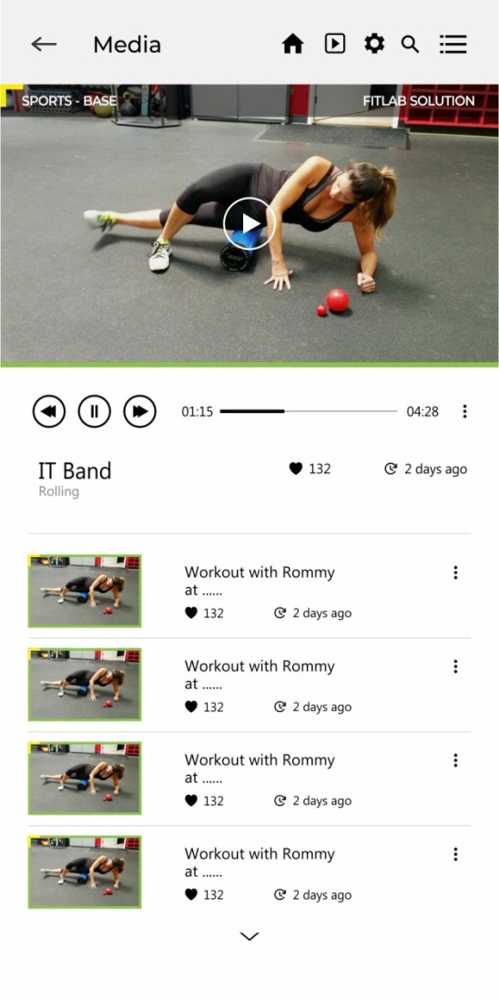 Media
SPORTS - BASE
FITLAB SOLUTION
01:15
04:28
IT Band
132
2 days ago
Rolling
Workout with Rommy
at ......
132
2 days ago
Workout with Rommy
at ......
132
2 days ago
Workout with Rommy
at ......
132
2 days ago
Workout with Rommy
at ......
132
2 days ago